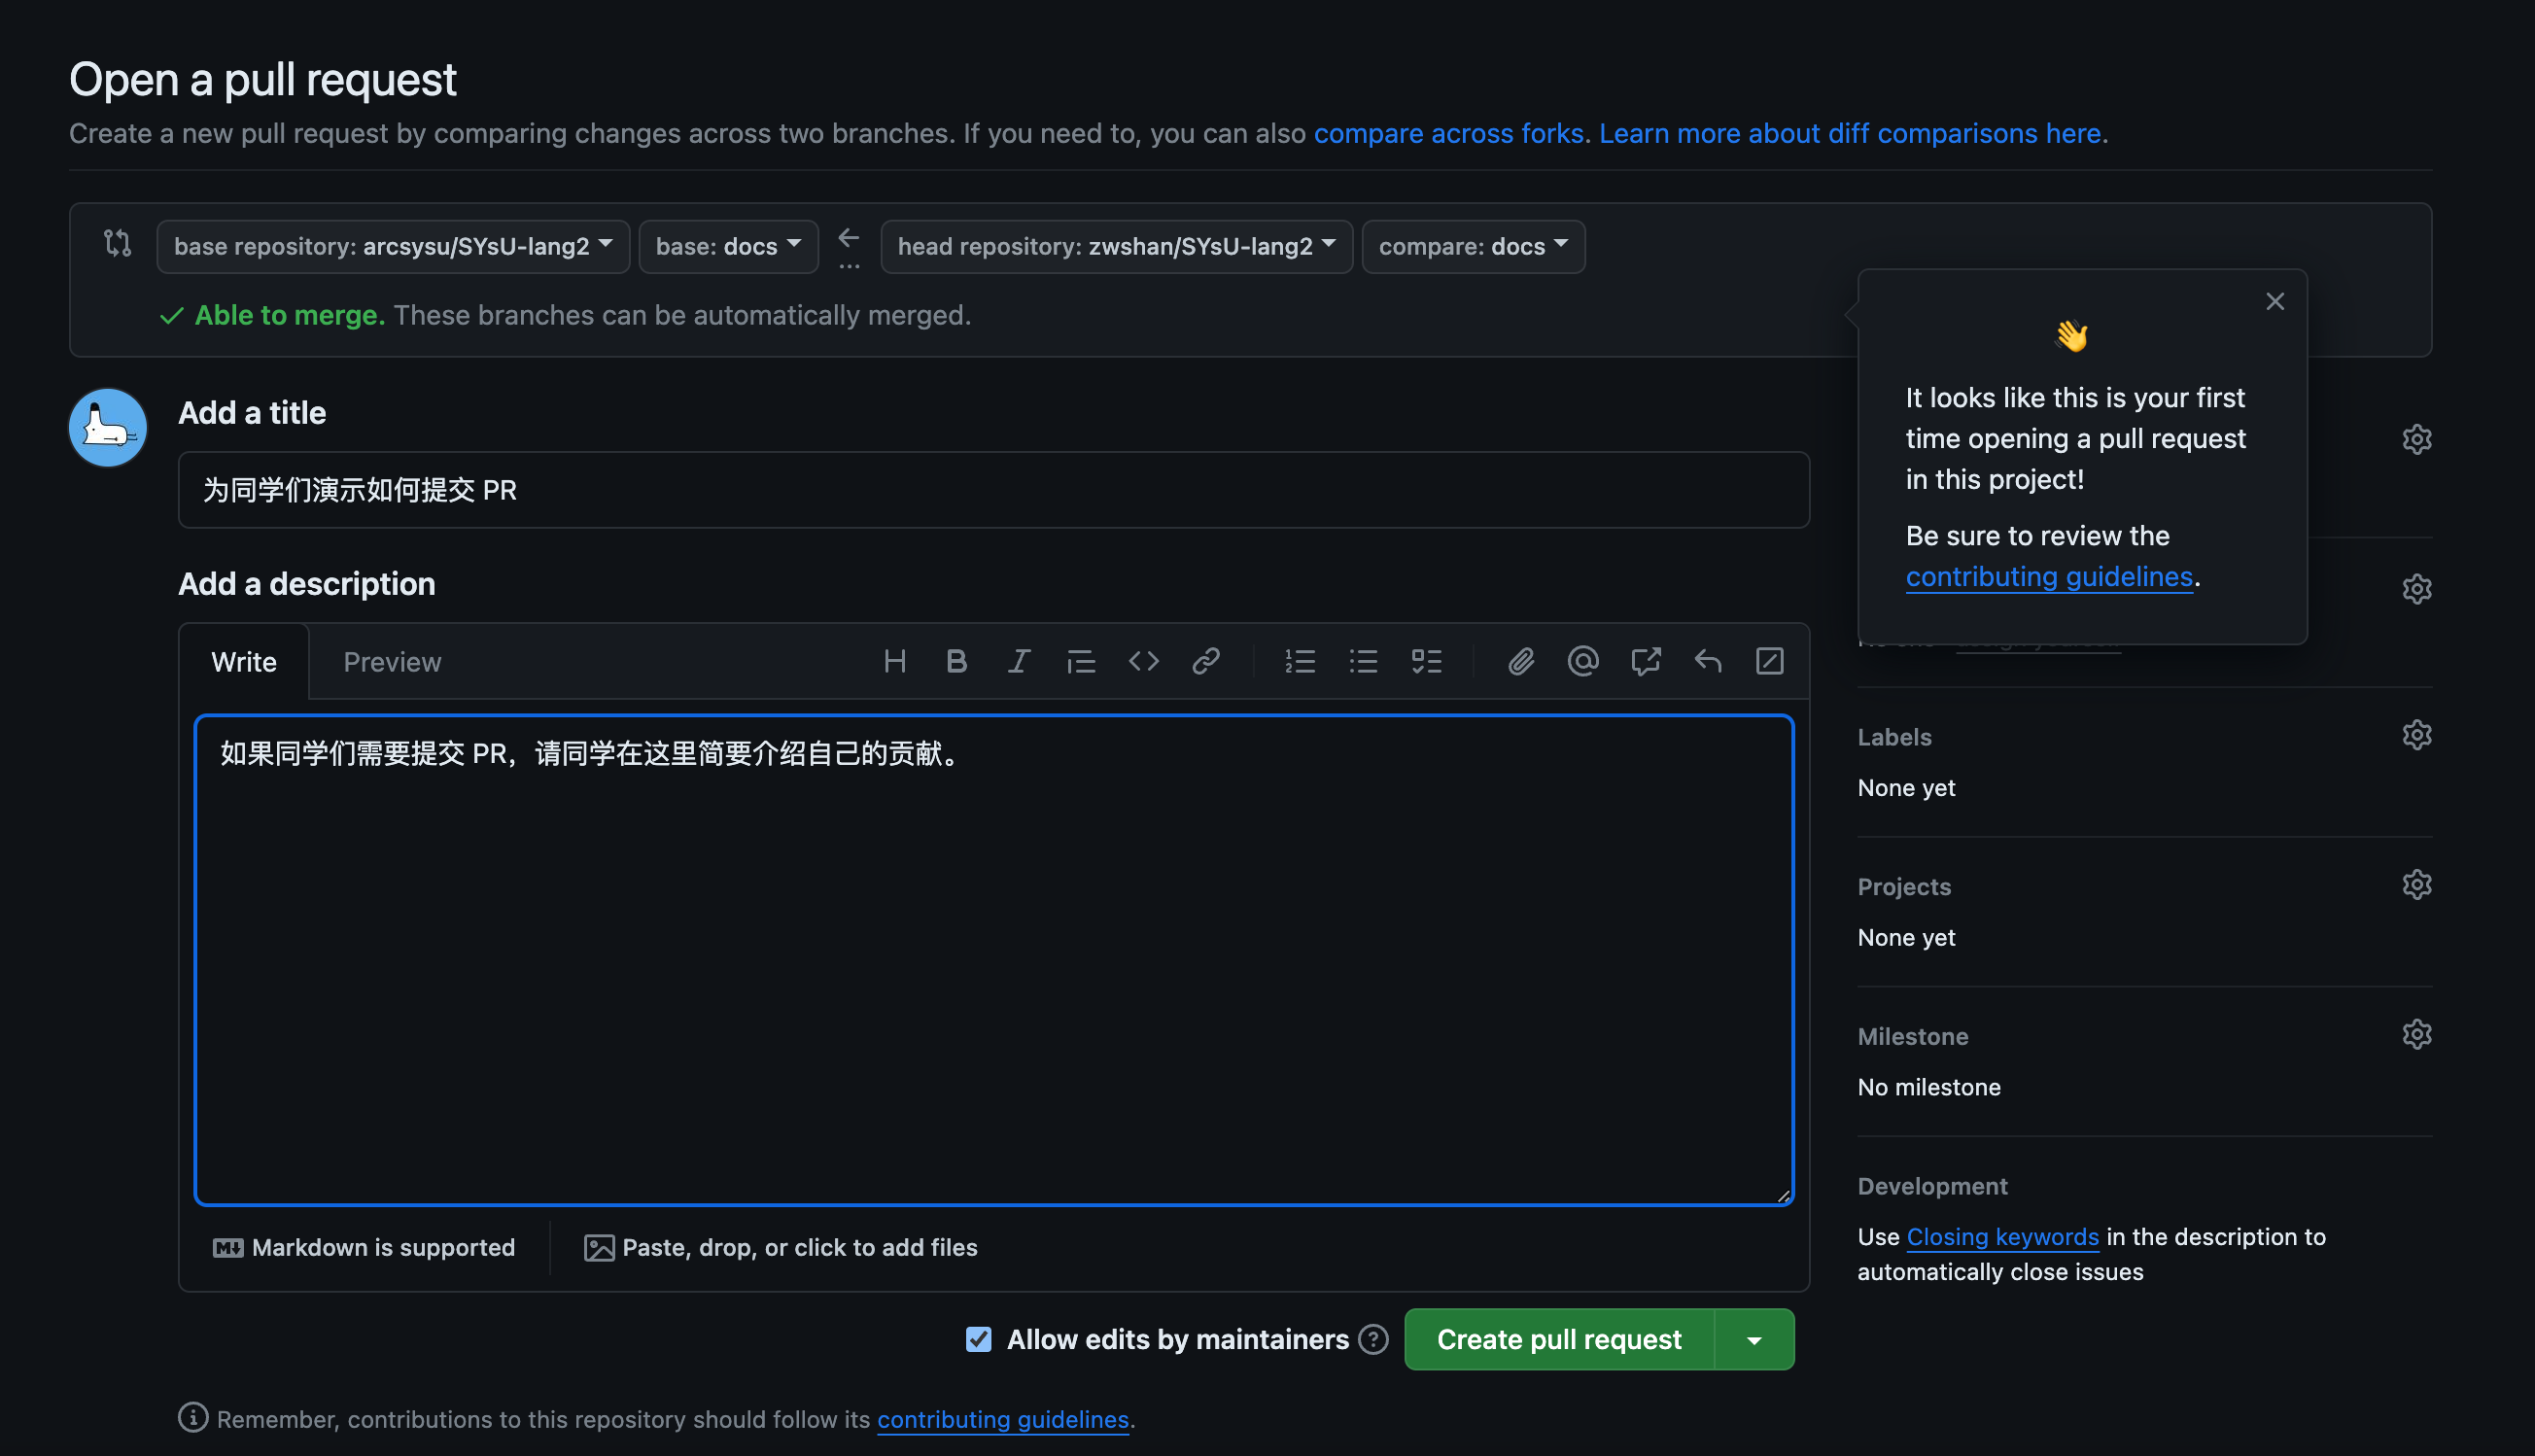 Open a pull request
Create a new pull request by comparing changes across two branches. If you need to, you can also compare across forks. Learn more about diff comparisons here.
base repository: arcsysu/SYsU-lang2 base: docs ... head repository: zwshan/SYsU-lang2 compare: docs
Able to merge. These branches can be automatically merged.
It looks like this is your first
time opening a pull request
in this project!
Be sure to review the
contributing guidelines.
Add a title
为同学们演示如何提交 PR
Add a description
Write Preview
如果同学们需要提交 PR，请同学在这里简要介绍自己的贡献。
Markdown is supported
Paste, drop, or click to add files
Allow edits by maintainers
Create pull request
Remember, contributions to this repository should follow its contributing guidelines.
Labels
None yet
Projects
None yet
Milestone
No milestone
Development
Use Closing keywords in the description to
automatically close issues